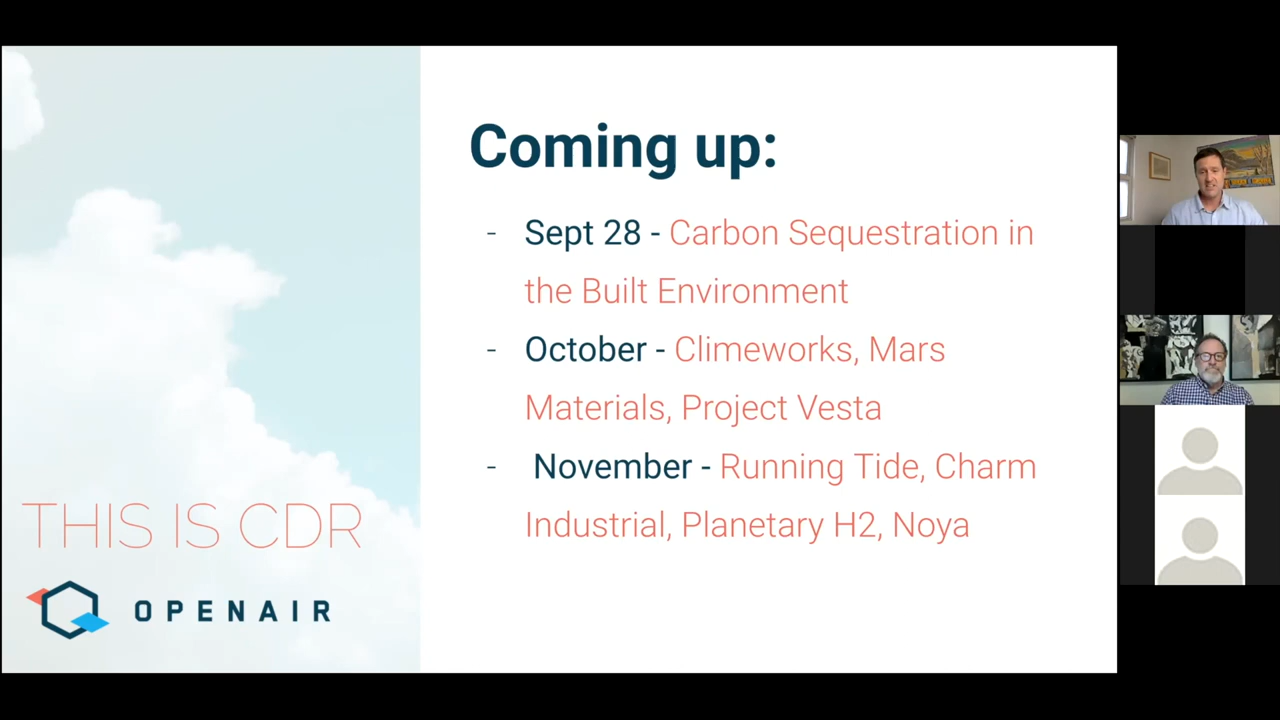 Coming up:
- Sept 28 - Carbon Sequestration in
the Built Environment
- October - Climeworks, Mars
Materials, Project Vesta
- November - Running Tide, Charm
Industrial, Planetary H2, Noya
THIS IS CDR
OPENAIR